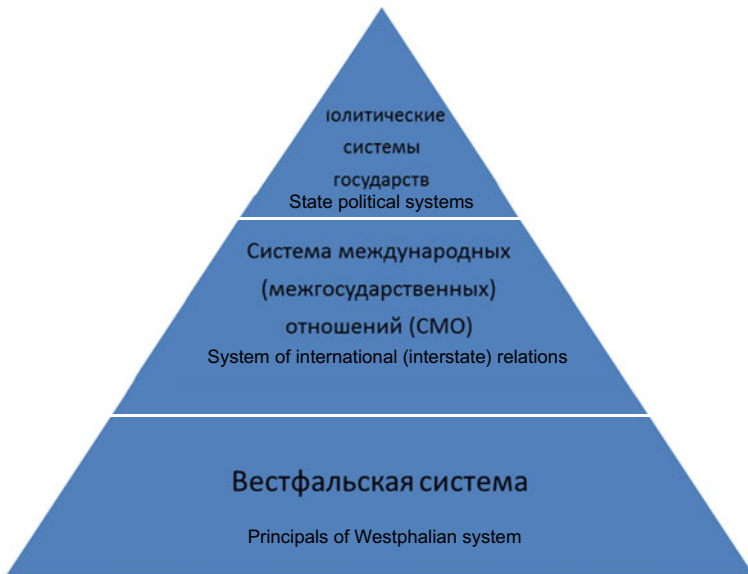 системы
государств
State political systems
Система международных
(межгосударственных)
отношений (СМО)
System of international (interstate) relations
Вестфальская система
Principals of Westphalian system